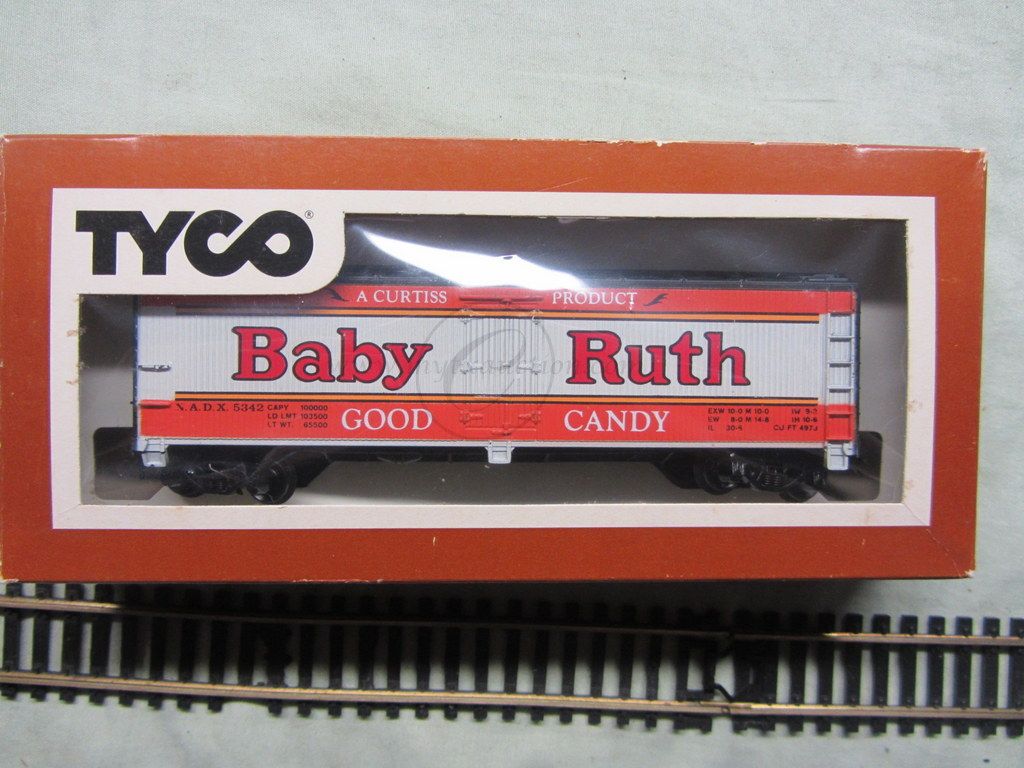 TYCO®
A CURTISS PRODUCT
Baby Ruth
N.A.D.X. 5342 CAPY 100000
LD LMT 103500
LT WT. 65500
GOOD CANDY
EXW 10-0 M 10-0 IW 9-2
EW 8-0 M 14-8 IH 10-6
IL 30-4 CU FT 4973